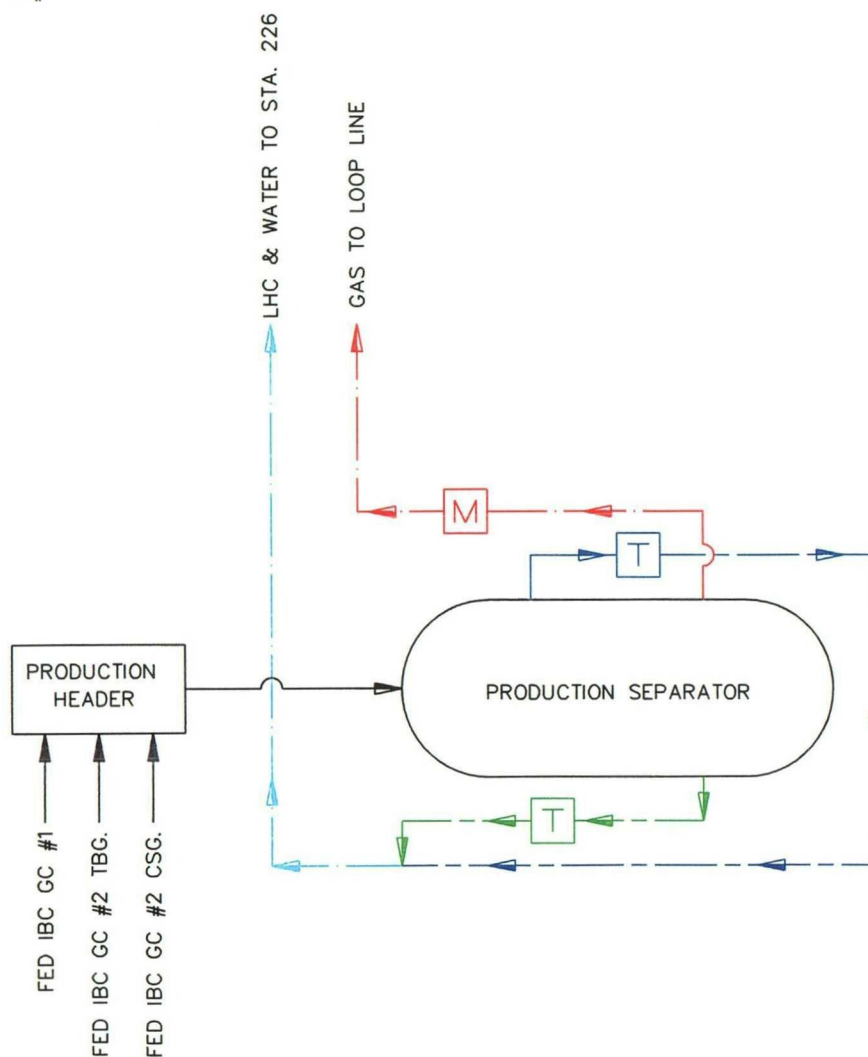 LHC & WATER TO STA. 226
GAS TO LOOP LINE
PRODUCTION
HEADER
FED IBC GC #1
FED IBC GC #2 TBG.
FED IBC GC #2 CSG.
M
T
PRODUCTION SEPARATOR
T